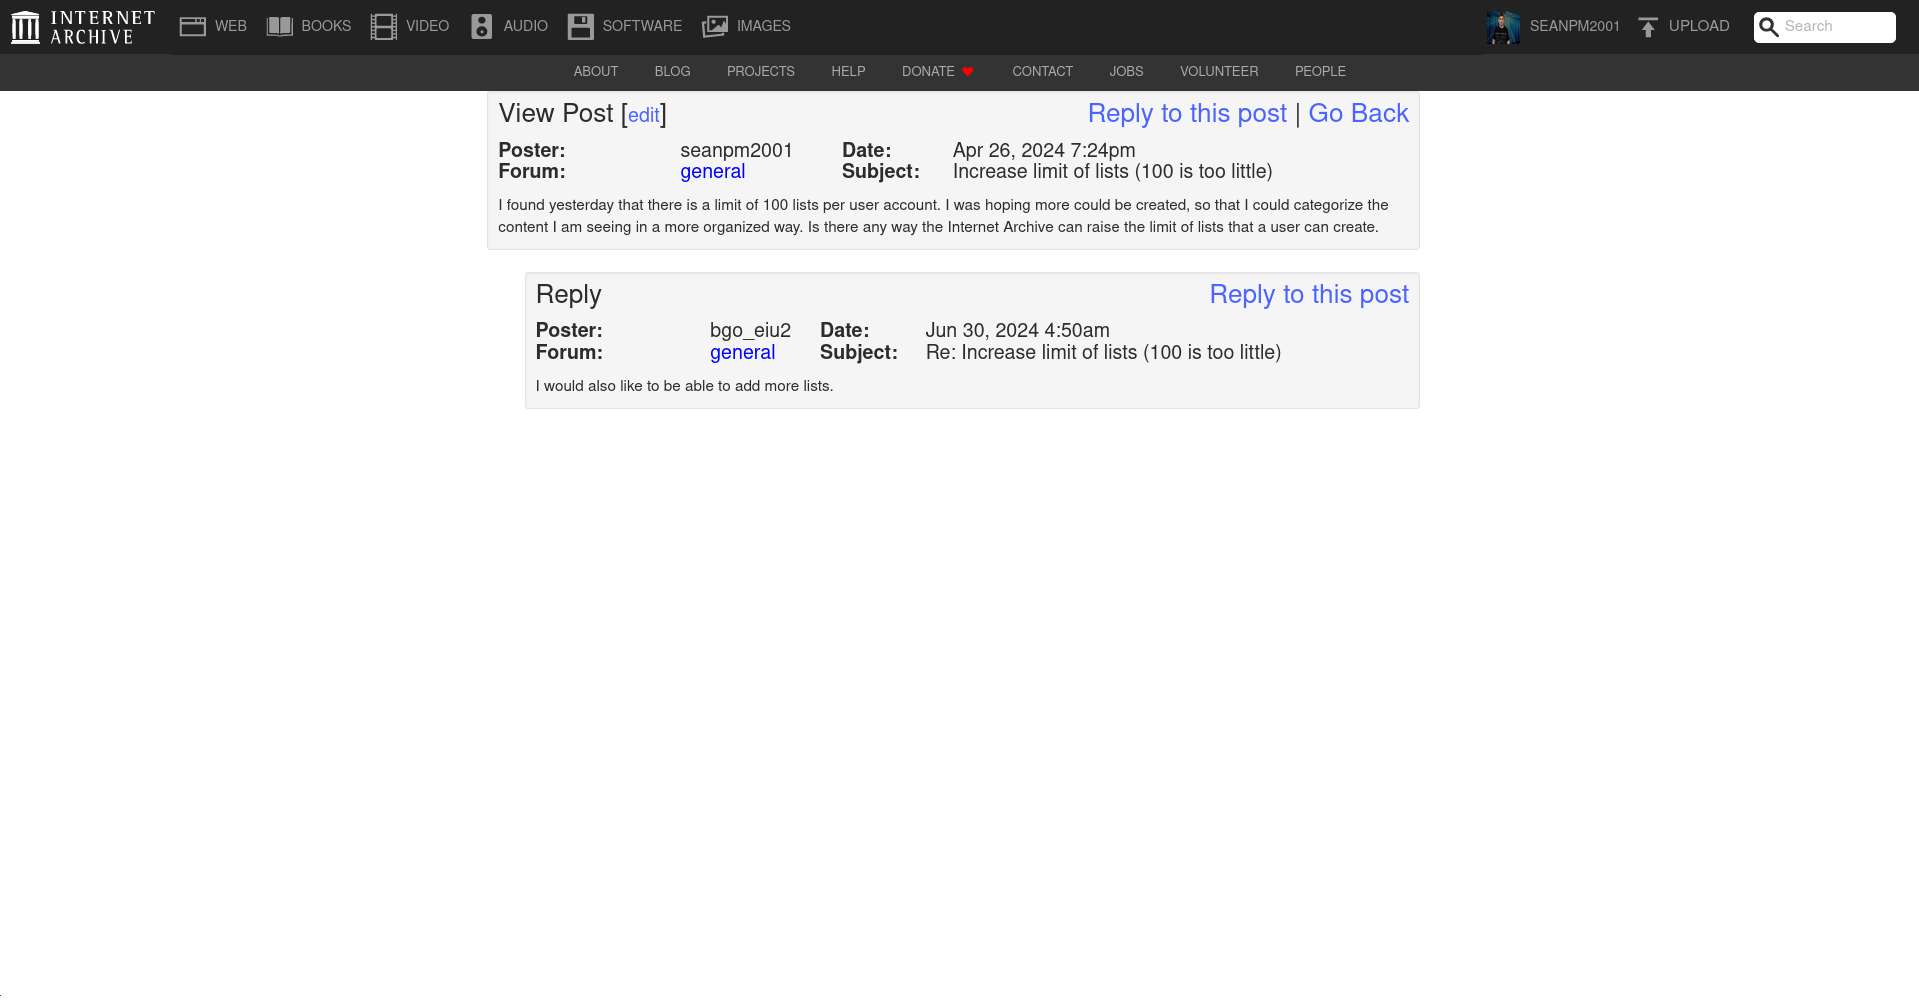 INTERNET ARCHIVE WEB BOOKS VIDEO AUDIO SOFTWARE IMAGES SEANPM2001 UPLOAD Search
ABOUT BLOG PROJECTS HELP DONATE CONTACT JOBS VOLUNTEER PEOPLE
View Post [edit] Reply to this post | Go Back
Poster: seanpm2001 Date: Apr 26, 2024 7:24pm
Forum: general Subject: Increase limit of lists (100 is too little)
I found yesterday that there is a limit of 100 lists per user account. I was hoping more could be created, so that I could categorize the
content I am seeing in a more organized way. Is there any way the Internet Archive can raise the limit of lists that a user can create.
Reply Reply to this post
Poster: bgo_eiu2 Date: Jun 30, 2024 4:50am
Forum: general Subject: Re: Increase limit of lists (100 is too little)
I would also like to be able to add more lists.